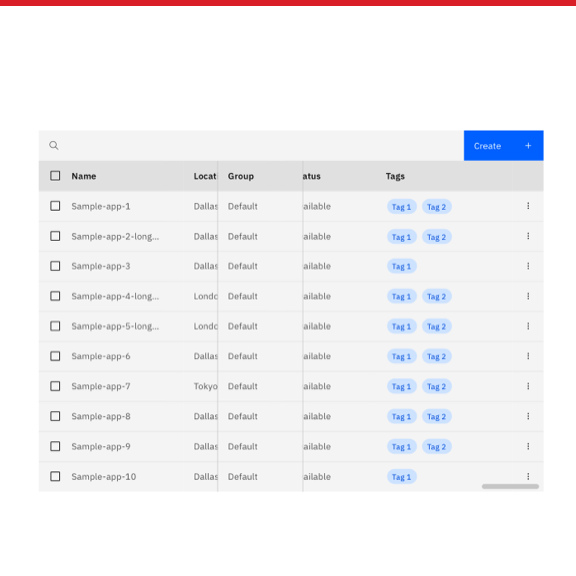 Create +
Name Locat Group atus Tags
Sample-app-1 Dallas Default ailable Tag 1 Tag 2
Sample-app-2-long... Dallas Default ailable Tag 1 Tag 2
Sample-app-3 Dallas Default ailable Tag 1
Sample-app-4-long... Londo Default ailable Tag 1 Tag 2
Sample-app-5-long... Londo Default ailable Tag 1 Tag 2
Sample-app-6 Dallas Default ailable Tag 1 Tag 2
Sample-app-7 Tokyo Default ailable Tag 1 Tag 2
Sample-app-8 Dallas Default ailable Tag 1 Tag 2
Sample-app-9 Dallas Default ailable Tag 1 Tag 2
Sample-app-10 Dallas Default ailable Tag 1